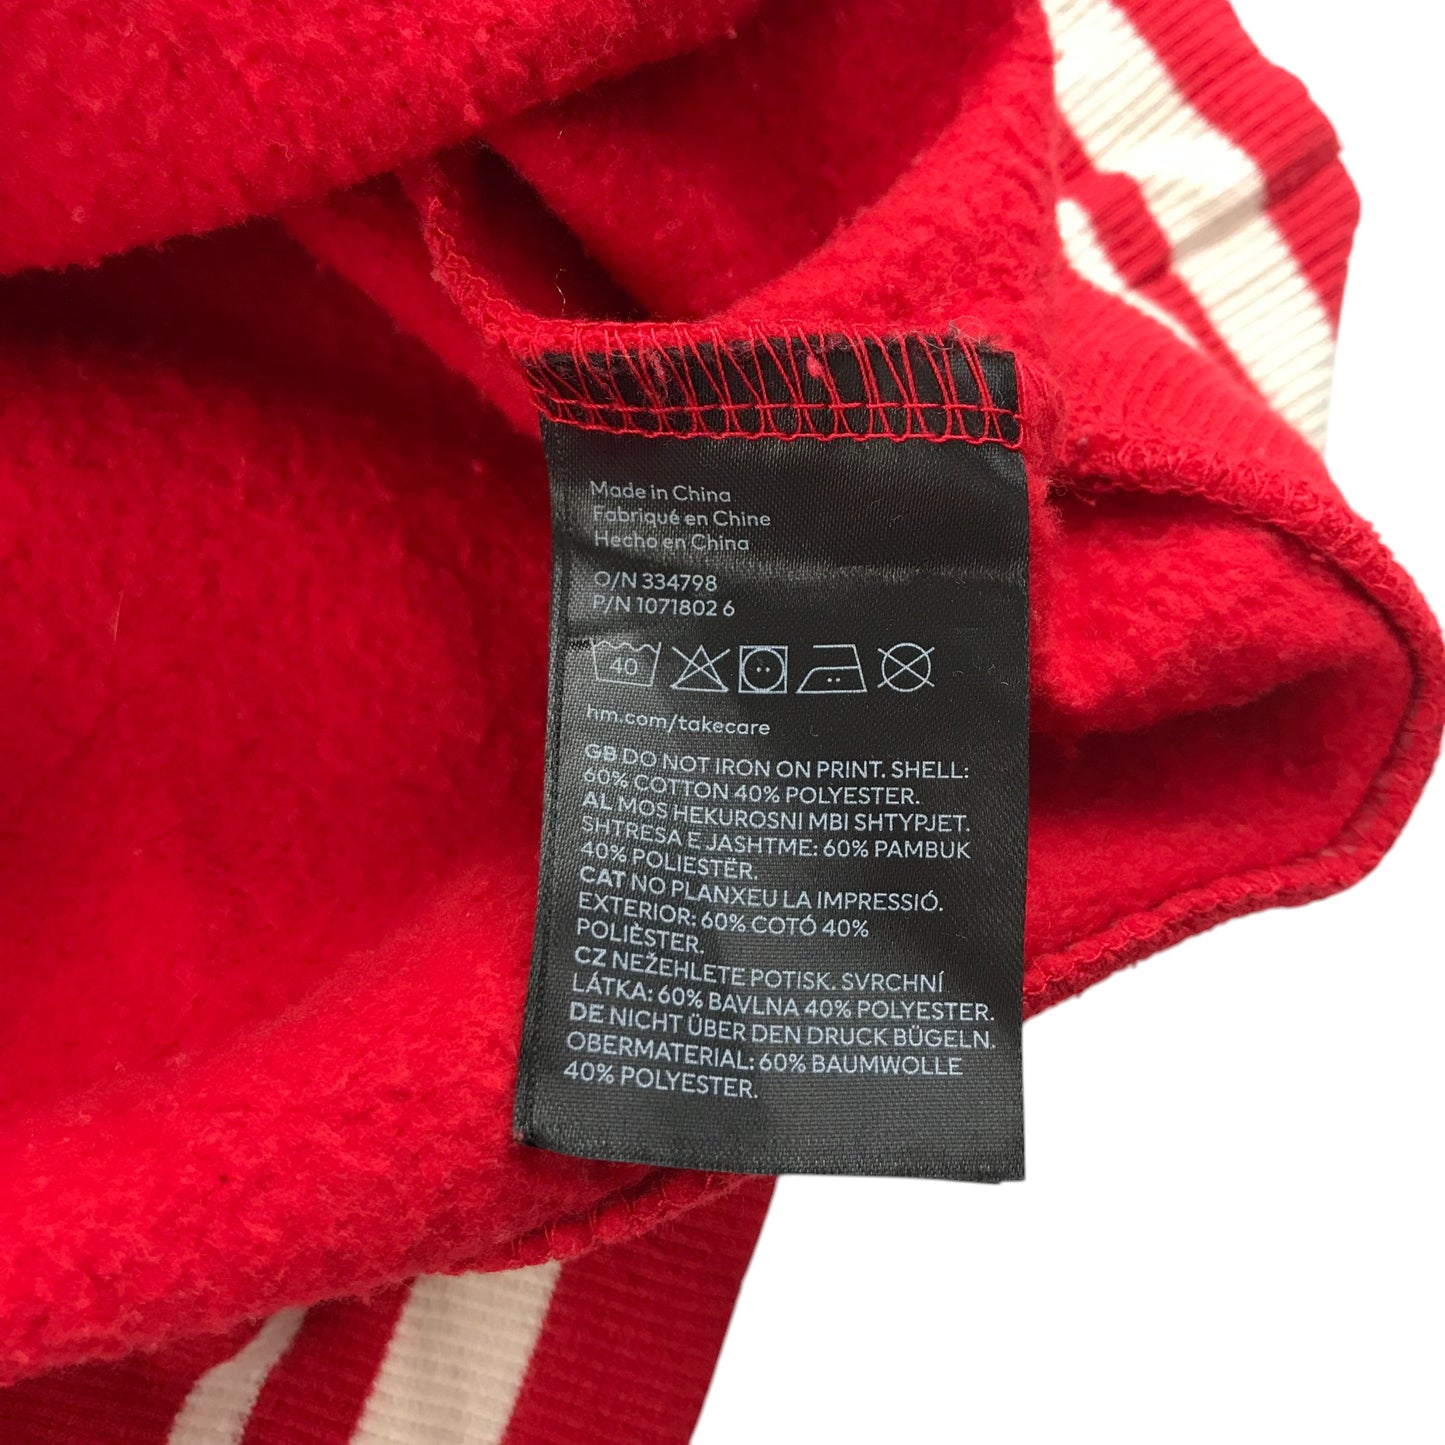 Made in China
Fabriqué en Chine
Hecho en China
O/N 334798
P/N 1071802 6
40
hm.com/takecare
GB DO NOT IRON ON PRINT. SHELL:
60% COTTON 40% POLYESTER.
AL MOS HEKUROSNI MBI SHTYPJET.
SHTRESA E JASHTME: 60% PAMBUK
40% POLIESTËR.
CAT NO PLANXEU LA IMPRESSIÓ.
EXTERIOR: 60% COTÓ 40%
POLIÈSTER.
CZ NEŽEHLETE POTISK. SVRCHNÍ
LÁTKA: 60% BAVLNA 40% POLYESTER.
DE NICHT ÜBER DEN DRUCK BÜGELN.
OBERMATERIAL: 60% BAUMWOLLE
40% POLYESTER.